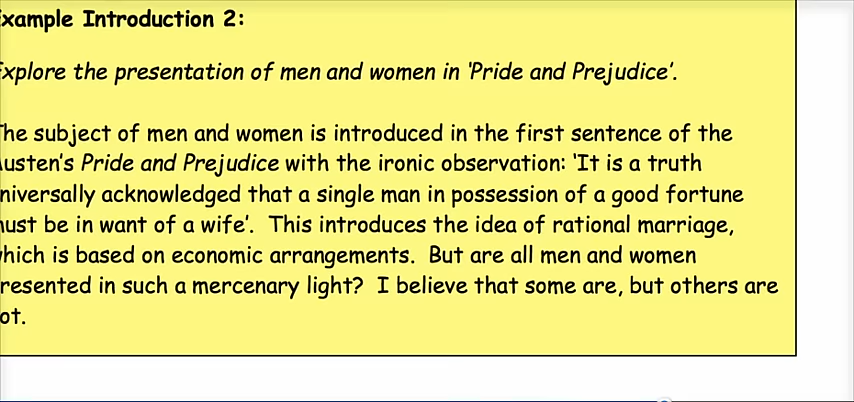 Example Introduction 2:
Explore the presentation of men and women in ‘Pride and Prejudice’.
The subject of men and women is introduced in the first sentence of the
Austen’s Pride and Prejudice with the ironic observation: ‘It is a truth
niversally acknowledged that a single man in possession of a good fortune
must be in want of a wife’. This introduces the idea of rational marriage,
which is based on economic arrangements. But are all men and women
resented in such a mercenary light? I believe that some are, but others are
ot.